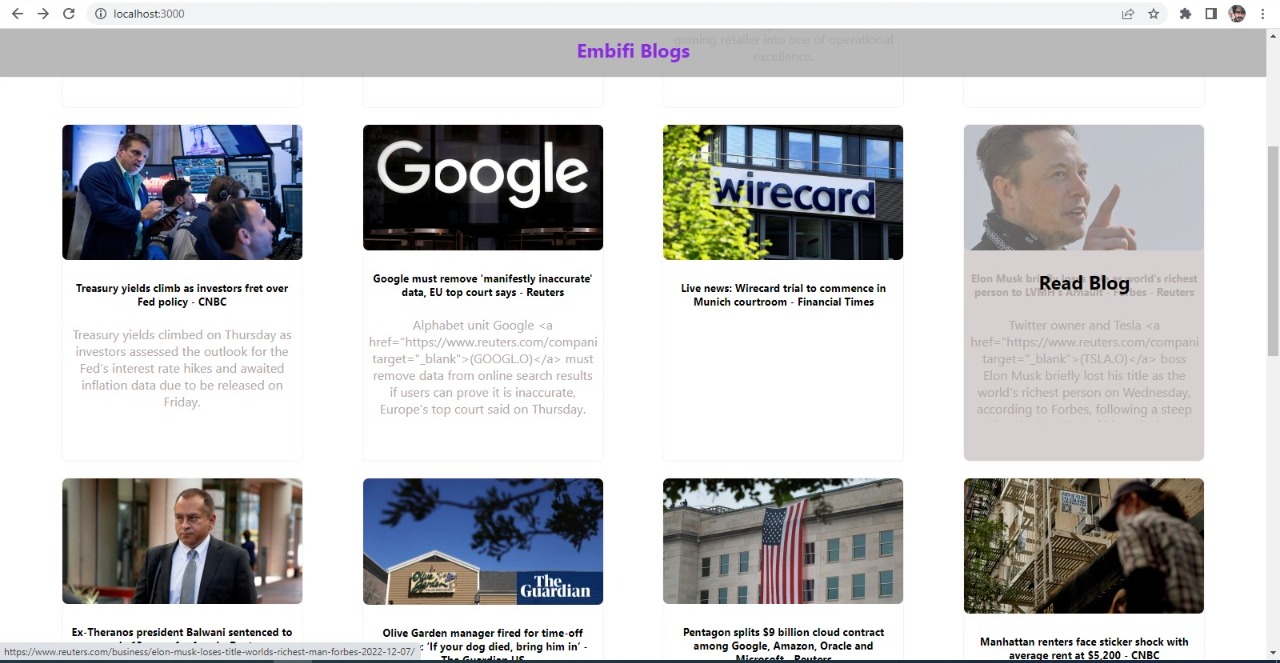 localhost:3000
gaming retailer into one of operational
Embifi Blogs
excellence.
Google
wirecard
Treasury yields climb as investors fret over
Fed policy - CNBC
Treasury yields climbed on Thursday as
investors assessed the outlook for the
Fed's interest rate hikes and awaited
inflation data due to be released on
Friday.
Google must remove 'manifestly inaccurate'
data, EU top court says - Reuters
Alphabet unit Google <a
href="https://www.reuters.com/compani
target="_blank">(GOOGL.O)</a> must
remove data from online search results
if users can prove it is inaccurate,
Europe's top court said on Thursday.
Live news: Wirecard trial to commence in
Munich courtroom - Financial Times
Elon Musk briefly loses title as world's richest
person to LVMH's Arnault - Forbes - Reuters
Read Blog
Twitter owner and Tesla <a
href="https://www.reuters.com/compani
target="_blank">(TSLA.O)</a> boss
Elon Musk briefly lost his title as the
world's richest person on Wednesday,
according to Forbes, following a steep
Olive Garden
The
Guardian
Ex-Theranos president Balwani sentenced to
Olive Garden manager fired for time-off
: 'If your dog died, bring him in' -
The Guardian US
Pentagon splits $9 billion cloud contract
among Google, Amazon, Oracle and
Microsoft - Reuters
Manhattan renters face sticker shock with
average rent at $5,200 - CNBC
https://www.reuters.com/business/elon-musk-loses-title-worlds-richest-man-forbes-2022-12-07/